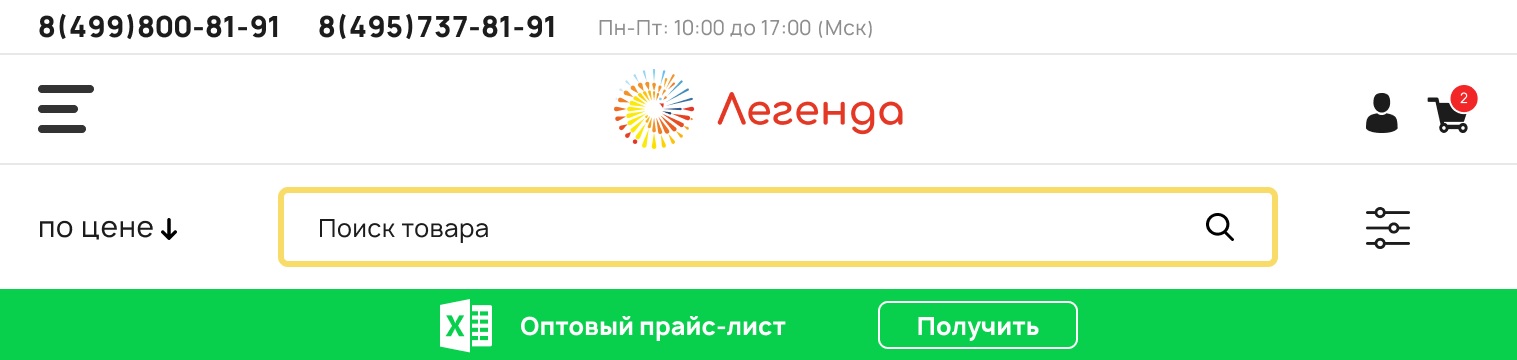 8(499)800-81-91 8(495)737-81-91 Пн-Пт: 10:00 до 17:00 (Мск)
Легенда 2
по цене Поиск товара
X Оптовый прайс-лист Получить